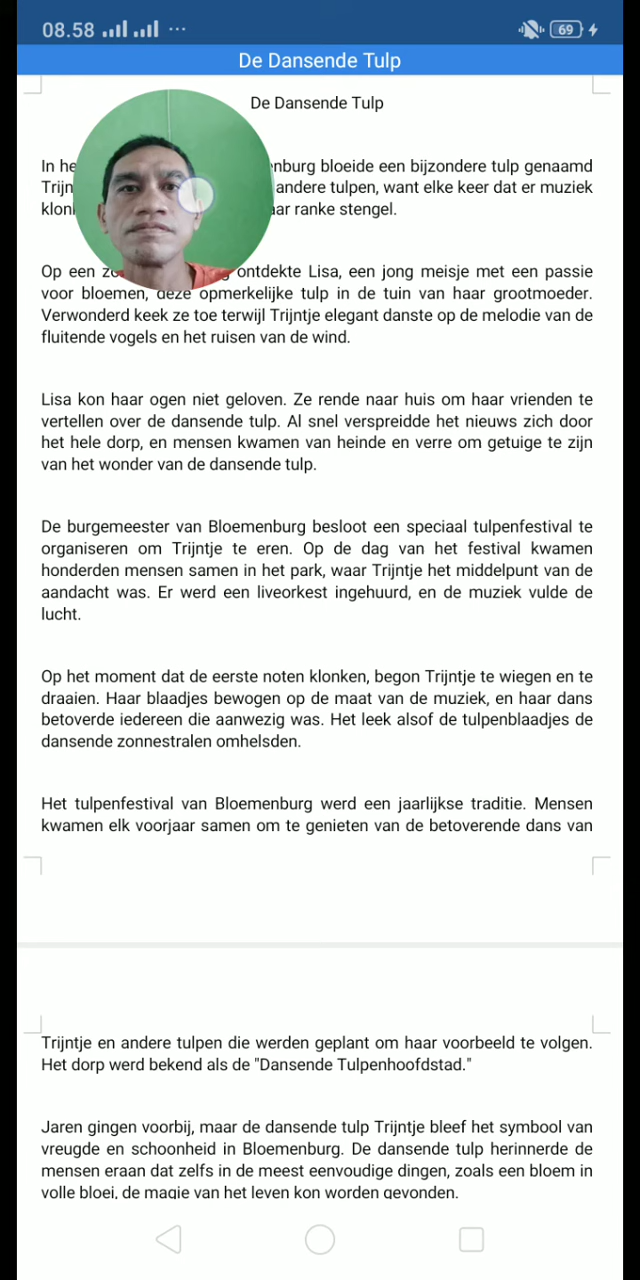 08.58
69
De Dansende Tulp
De Dansende Tulp
In nburg bloeide een bijzondere tulp genaamd
Trijn andere tulpen, want elke keer dat er muziek
klon aar ranke stengel.
Op een ontdekte Lisa, een jong meisje met een passie
voor bloemen, deze opmerkelijke tulp in de tuin van haar grootmoeder.
Verwonderd keek ze toe terwijl Trijntje elegant danste op de melodie van de
fluitende vogels en het ruisen van de wind.
Lisa kon haar ogen niet geloven. Ze rende naar huis om haar vrienden te
vertellen over de dansende tulp. Al snel verspreidde het nieuws zich door
het hele dorp, en mensen kwamen van heinde en verre om getuige te zijn
van het wonder van de dansende tulp.
De burgemeester van Bloemenburg besloot een speciaal tulpenfestival te
organiseren om Trijntje te eren. Op de dag van het festival kwamen
honderden mensen samen in het park, waar Trijntje het middelpunt van de
aandacht was. Er werd een liveorkest ingehuurd, en de muziek vulde de
lucht.
Op het moment dat de eerste noten klonken, begon Trijntje te wiegen en te
draaien. Haar blaadjes bewogen op de maat van de muziek, en haar dans
betoverde iedereen die aanwezig was. Het leek alsof de tulpenblaadjes de
dansende zonnestralen omhelsden.
Het tulpenfestival van Bloemenburg werd een jaarlijkse traditie. Mensen
kwamen elk voorjaar samen om te genieten van de betoverende dans van
Trijntje en andere tulpen die werden geplant om haar voorbeeld te volgen.
Het dorp werd bekend als de "Dansende Tulpenhoofdstad."
Jaren gingen voorbij, maar de dansende tulp Trijntje bleef het symbool van
vreugde en schoonheid in Bloemenburg. De dansende tulp herinnerde de
mensen eraan dat zelfs in de meest eenvoudige dingen, zoals een bloem in
volle bloei, de magie van het leven kon worden gevonden.